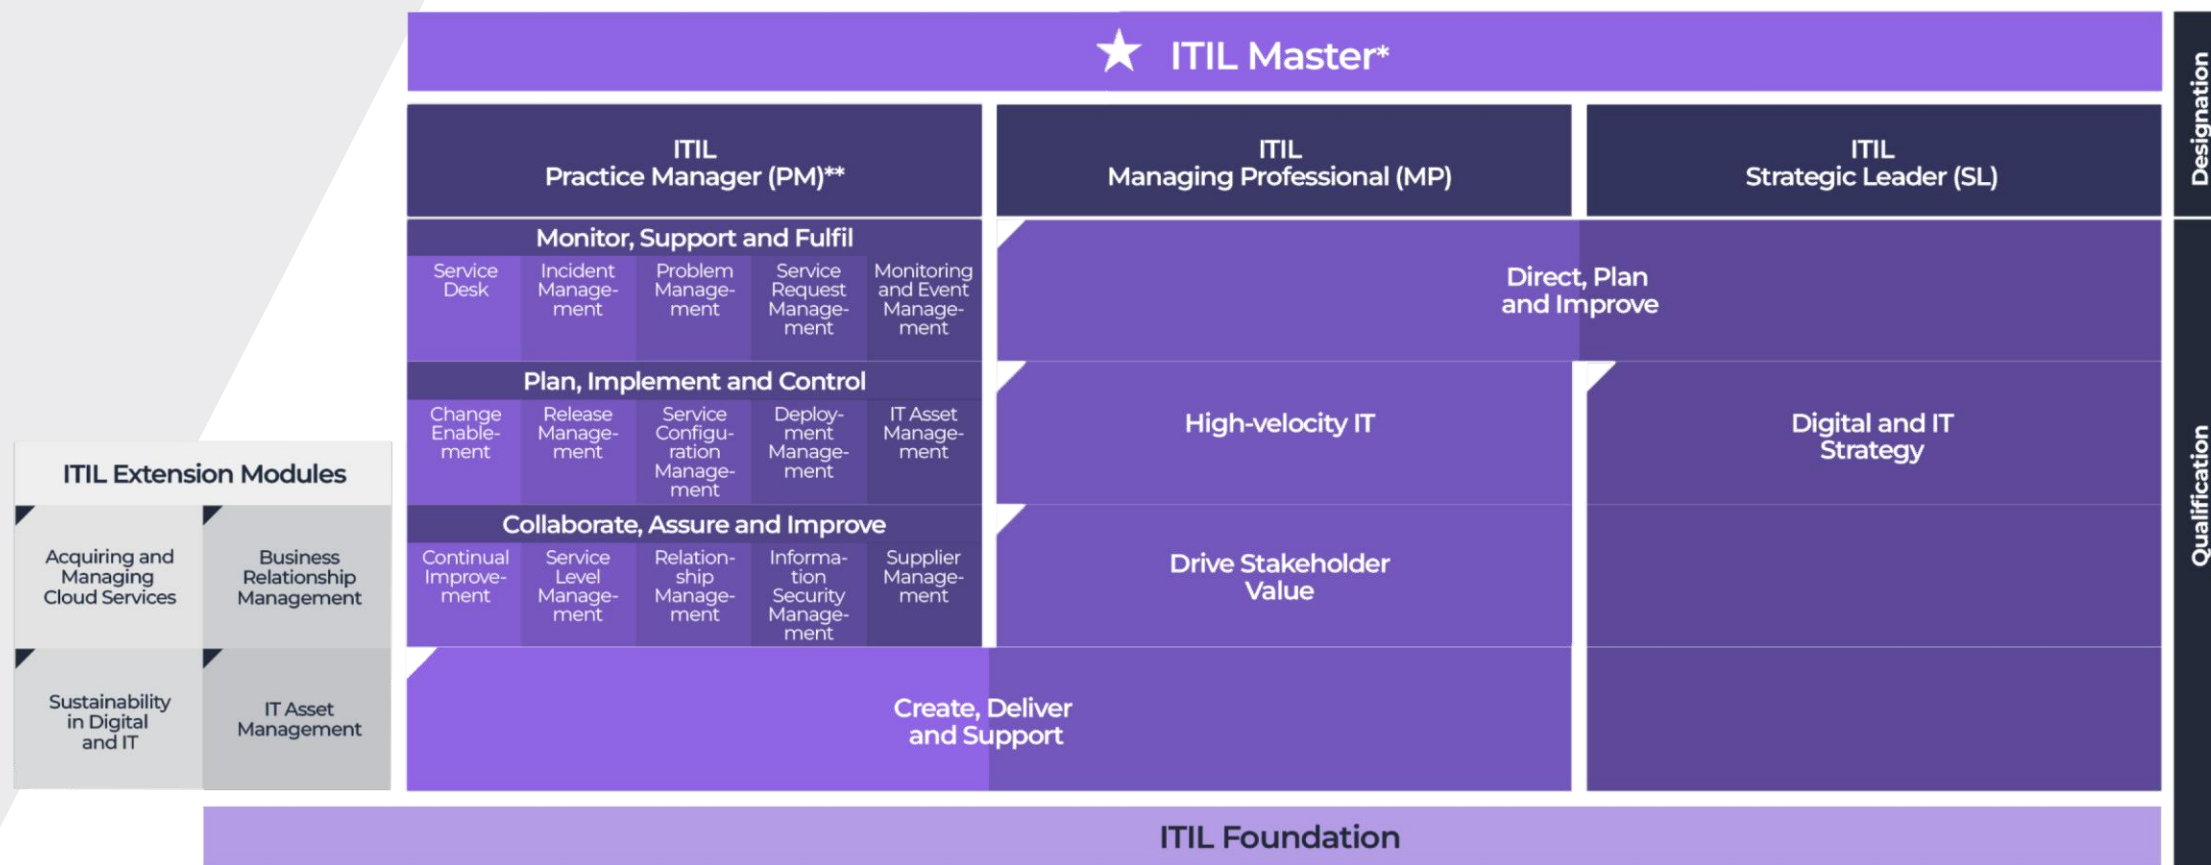 ITIL Master*
Designation
ITIL
Practice Manager (PM)**
ITIL
Managing Professional (MP)
ITIL
Strategic Leader (SL)
Qualification
Monitor, Support and Fulfil
Service
Desk
Incident
Manage-
ment
Problem
Manage-
ment
Service
Request
Manage-
ment
Monitoring
and Event
Manage-
ment
Direct, Plan
and Improve
Plan, Implement and Control
Change
Enable-
ment
Release
Manage-
ment
Service
Configu-
ration
Manage-
ment
Deploy-
ment
Manage-
ment
IT Asset
Manage-
ment
High-velocity IT
Digital and IT
Strategy
Collaborate, Assure and Improve
Continual
Improve-
ment
Service
Level
Manage-
ment
Relation-
ship
Manage-
ment
Informa-
tion
Security
Manage-
ment
Supplier
Manage-
ment
Drive Stakeholder
Value
Create, Deliver
and Support
ITIL Extension Modules
Acquiring and
Managing
Cloud Services
Business
Relationship
Management
Sustainability
in Digital
and IT
IT Asset
Management
ITIL Foundation